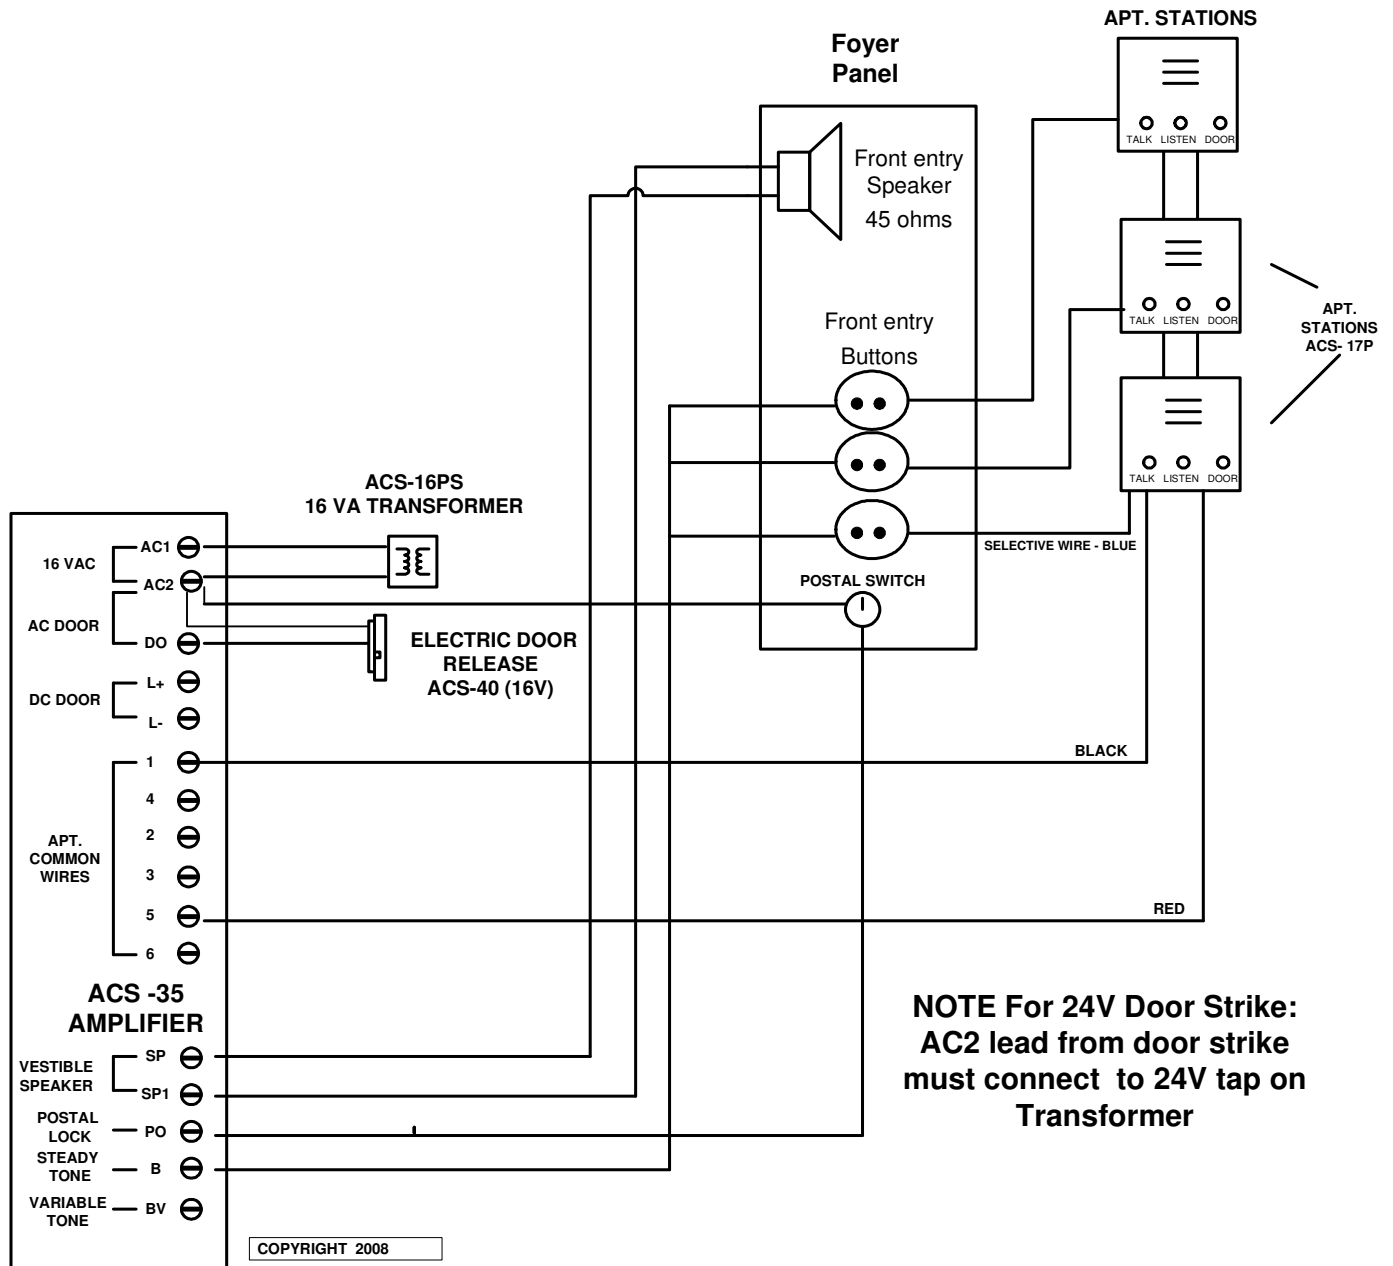 APT. STATIONS
Foyer
Panel
TALK LISTEN DOOR
Front entry
Speaker
45 ohms
TALK LISTEN DOOR
APT.
STATIONS
ACS- 17P
Front entry
Buttons
TALK LISTEN DOOR
SELECTIVE WIRE - BLUE
POSTAL SWITCH
ACS-16PS
16 VA TRANSFORMER
16 VAC
AC1
AC2
AC DOOR
DO
ELECTRIC DOOR
RELEASE
ACS-40 (16V)
DC DOOR
L+
L-
BLACK
1
4
2
APT.
COMMON
WIRES
3
5
RED
6
ACS -35
AMPLIFIER
NOTE For 24V Door Strike:
AC2 lead from door strike
must connect to 24V tap on
Transformer
VESTIBLE
SPEAKER
SP
SP1
POSTAL
LOCK
PO
STEADY
TONE
B
VARIABLE
TONE
BV
COPYRIGHT 2008